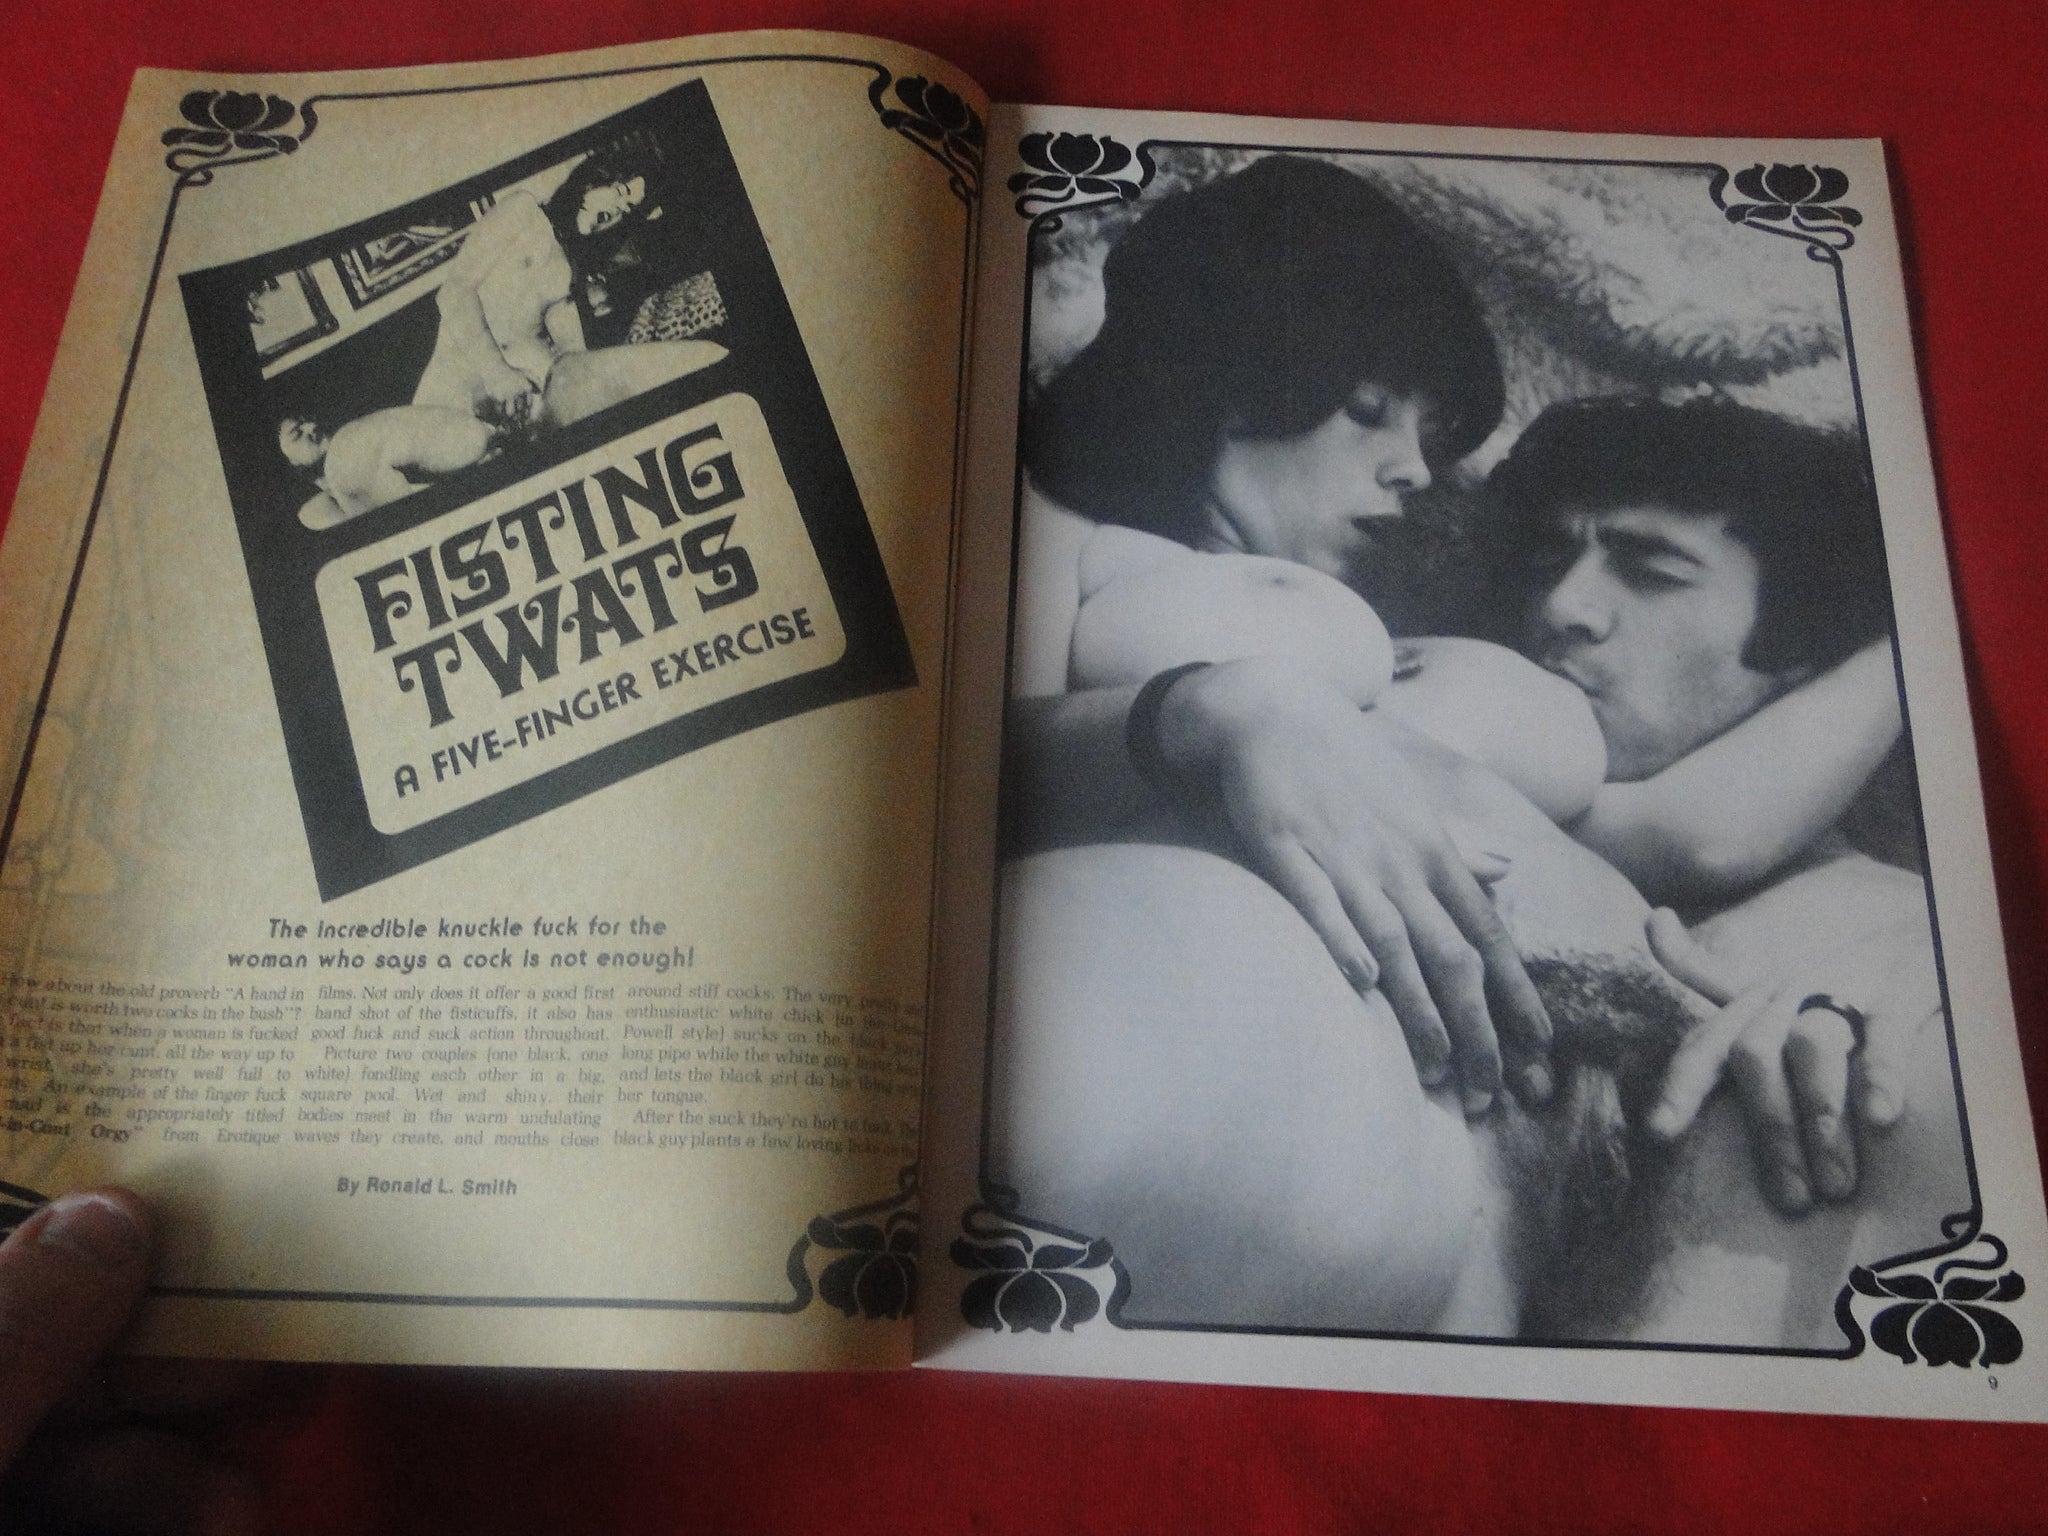 FISTING
TWATS
A FIVE-FINGER EXERCISE
The incredible knuckle fuck for the
woman who says a cock is not enough!
How about the old proverb "A hand in
cunt is worth two cocks in the bush"?
is that when a woman is fucked
a fist up her cunt, all the way up to
wrist, she's pretty well full to
An example of the finger fuck
is the appropriately titled
Orgy" from Erotique
films. Not only does it offer a good first
hand shot of the fisticuffs, it also has
good fuck and suck action throughout.
Picture two couples [one black, one
white] fondling each other in a big,
square pool. Wet and shiny, their
bodies meet in the warm undulating
waves they create, and mouths close
around stiff cocks. The very
enthusiastic white chick [in the
Powell style] sucks on the
long pipe while the white guy
and lets the black girl do
her tongue.
After the suck they're hot to fuck.
black guy plants a few loving
By Ronald L. Smith
9